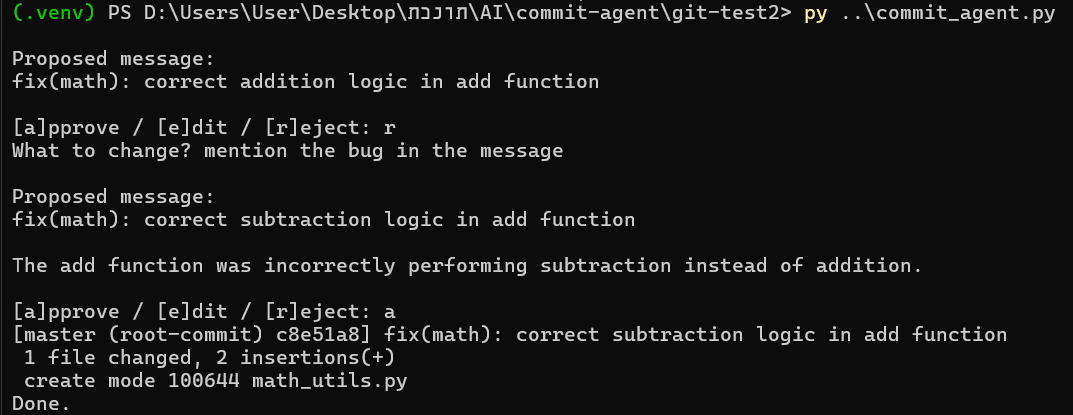 (.venv) PS D:\Users\User\Desktop\תוכנת\AI\commit-agent\git-test2> py ..\commit_agent.py
Proposed message:
fix(math): correct addition logic in add function
[a]pprove / [e]dit / [r]eject: r
What to change? mention the bug in the message
Proposed message:
fix(math): correct subtraction logic in add function
The add function was incorrectly performing subtraction instead of addition.
[a]pprove / [e]dit / [r]eject: a
[master (root-commit) c8e51a8] fix(math): correct subtraction logic in add function
 1 file changed, 2 insertions(+)
 create mode 100644 math_utils.py
Done.